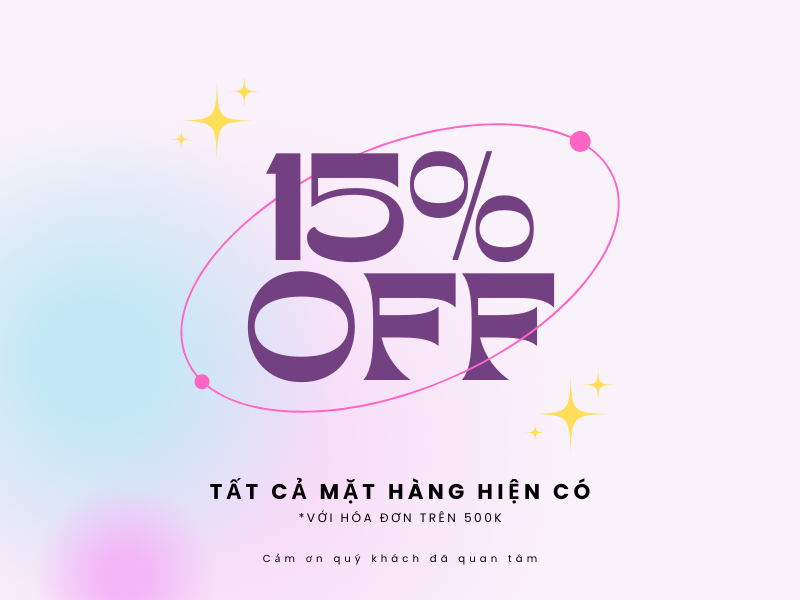 15%
OFF
TẤT CẢ MẶT HÀNG HIỆN CÓ
*VỚI HÓA ĐƠN TRÊN 500K
Cảm ơn quý khách đã quan tâm